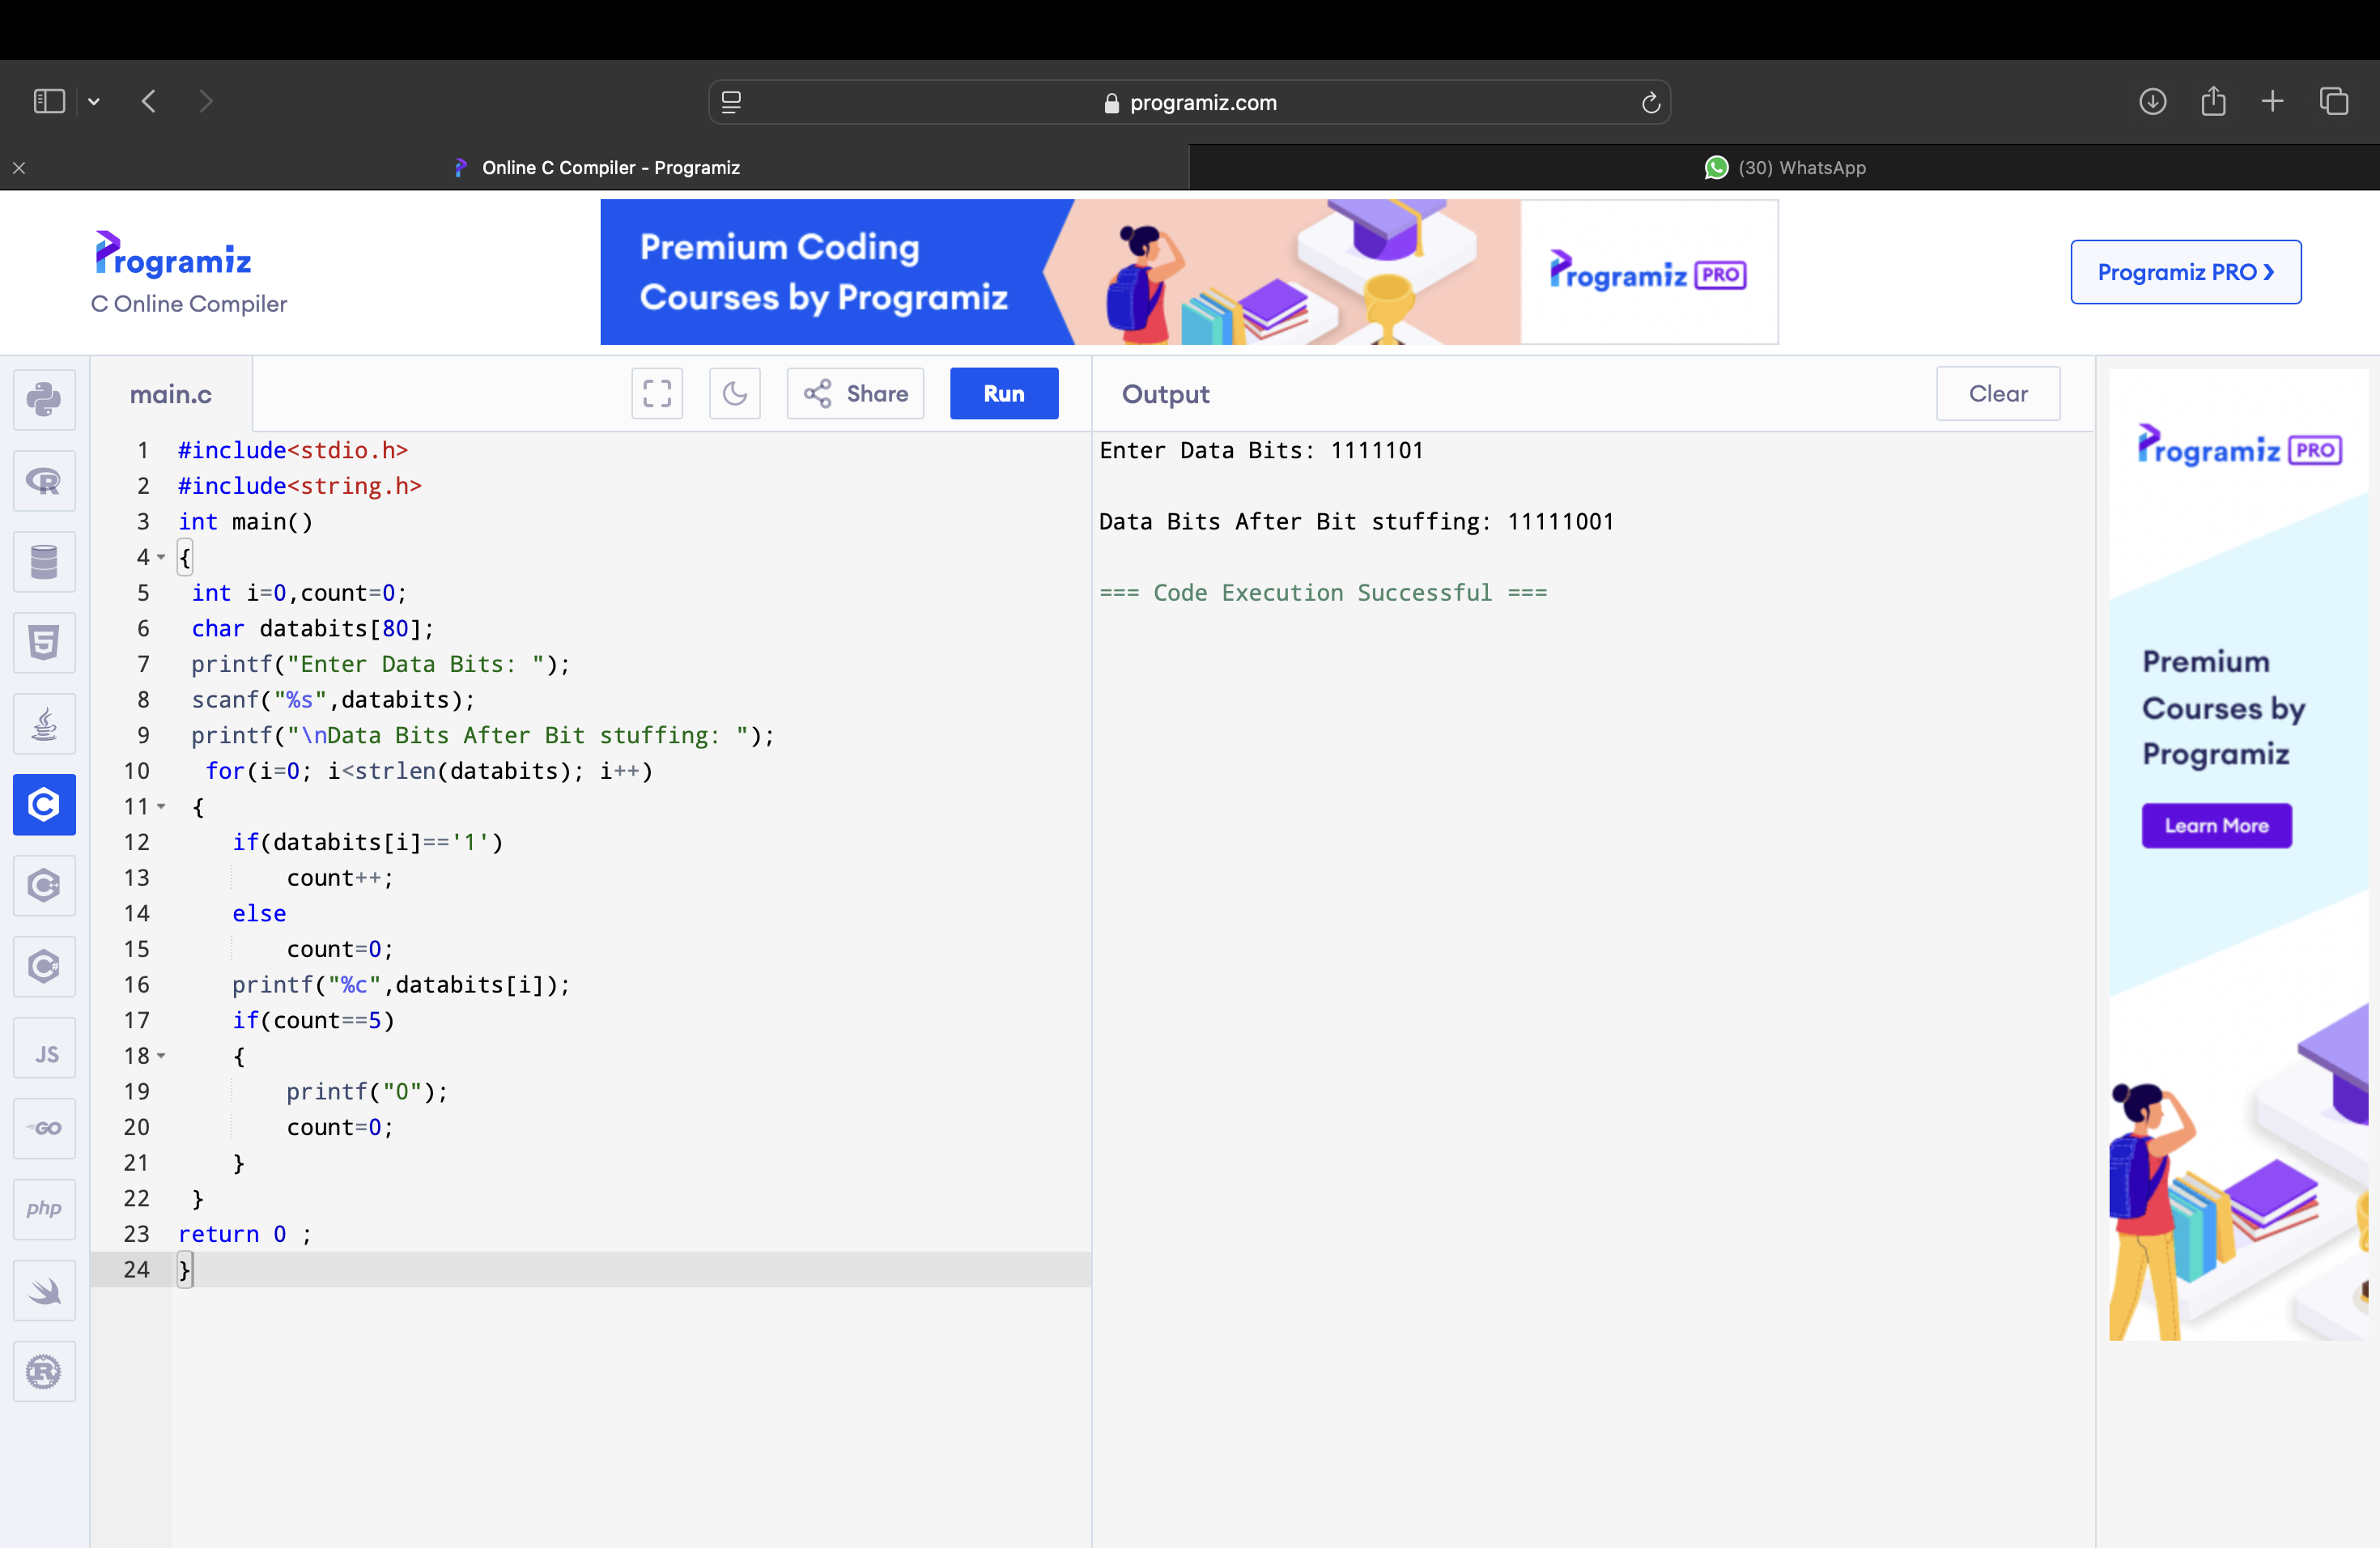 programiz.com
Online C Compiler - Programiz
(30) WhatsApp
Programiz
C Online Compiler
Premium Coding
Courses by Programiz
Programiz PRO
Programiz PRO ❯
main.c
Share
Run
Output
Clear
1 #include<stdio.h>
2 #include<string.h>
3 int main()
4 {
5 int i=0,count=0;
6 char databits[80];
7 printf("Enter Data Bits: ");
8 scanf("%s",databits);
9 printf("\nData Bits After Bit stuffing: ");
10 for(i=0; i<strlen(databits); i++)
11 {
12 if(databits[i]=='1')
13 count++;
14 else
15 count=0;
16 printf("%c",databits[i]);
17 if(count==5)
18 {
19 printf("0");
20 count=0;
21 }
22 }
23 return 0 ;
24 }
Enter Data Bits: 1111101
Data Bits After Bit stuffing: 11111001
=== Code Execution Successful ===
Programiz PRO
Premium
Courses by
Programiz
Learn More
R
5
C
C
C
JS
GO
php
R